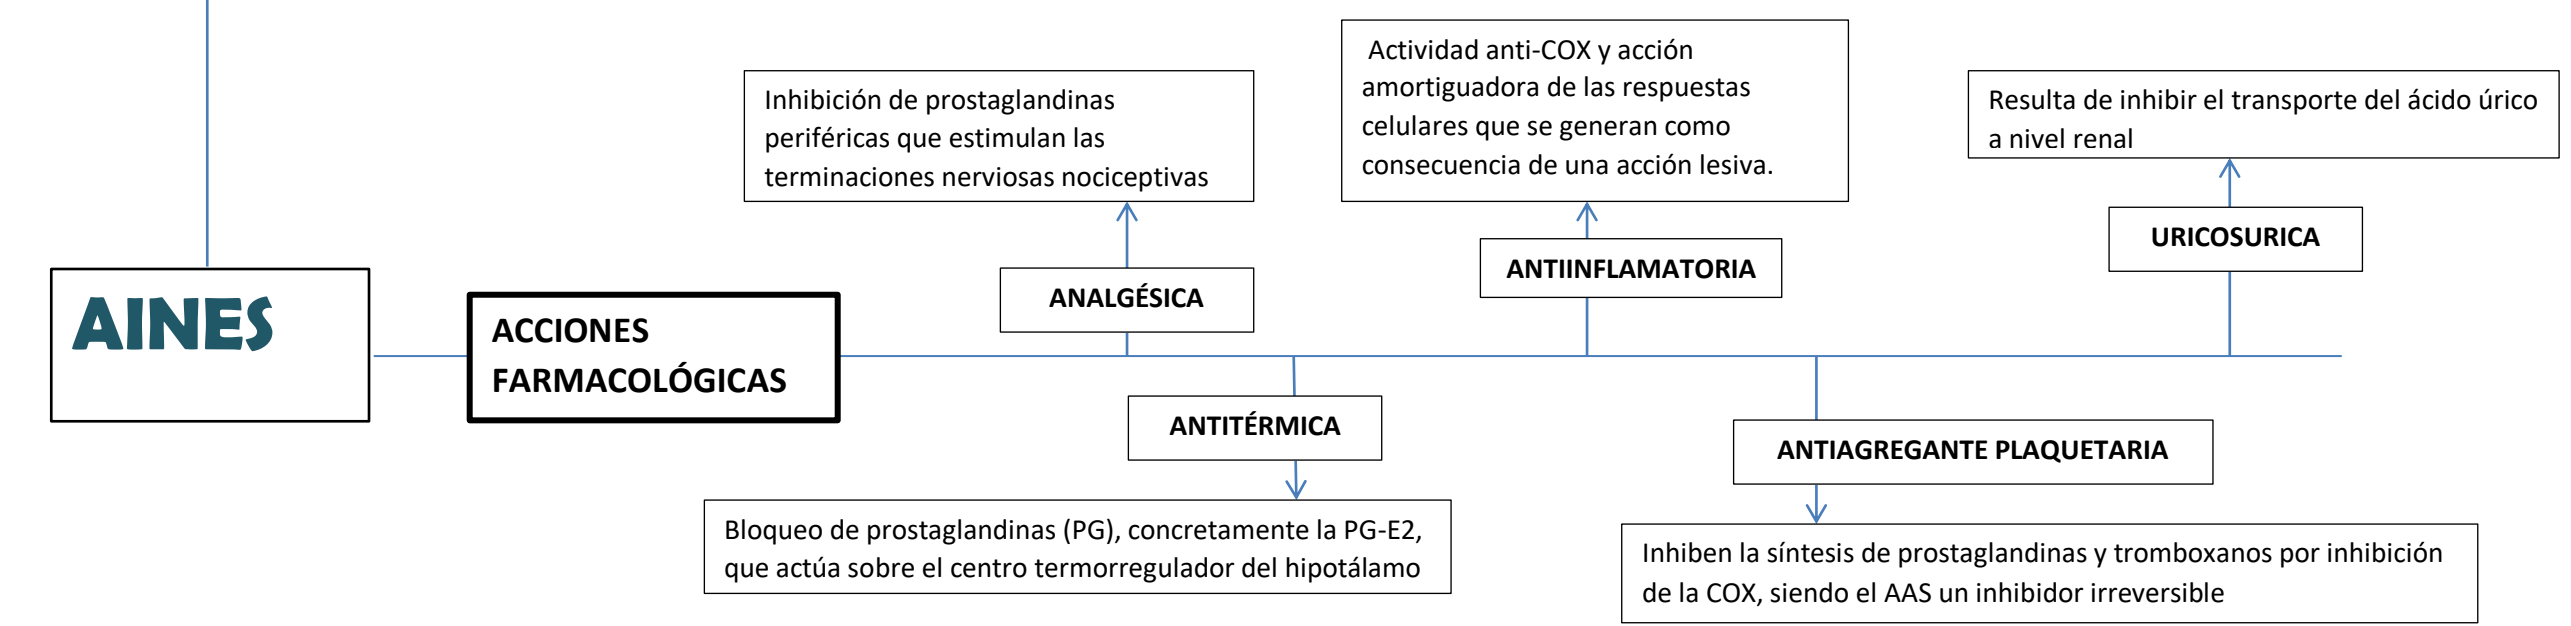 AINES
ACCIONES
FARMACOLÓGICAS
Inhibición de prostaglandinas
periféricas que estimulan las
terminaciones nerviosas nociceptivas
ANALGÉSICA
Actividad anti-COX y acción
amortiguadora de las respuestas
celulares que se generan como
consecuencia de una acción lesiva.
ANTIINFLAMATORIA
Resulta de inhibir el transporte del ácido úrico
a nivel renal
URICOSURICA
ANTITÉRMICA
Bloqueo de prostaglandinas (PG), concretamente la PG-E2,
que actúa sobre el centro termorregulador del hipotálamo
ANTIAGREGANTE PLAQUETARIA
Inhiben la síntesis de prostaglandinas y tromboxanos por inhibición
de la COX, siendo el AAS un inhibidor irreversible